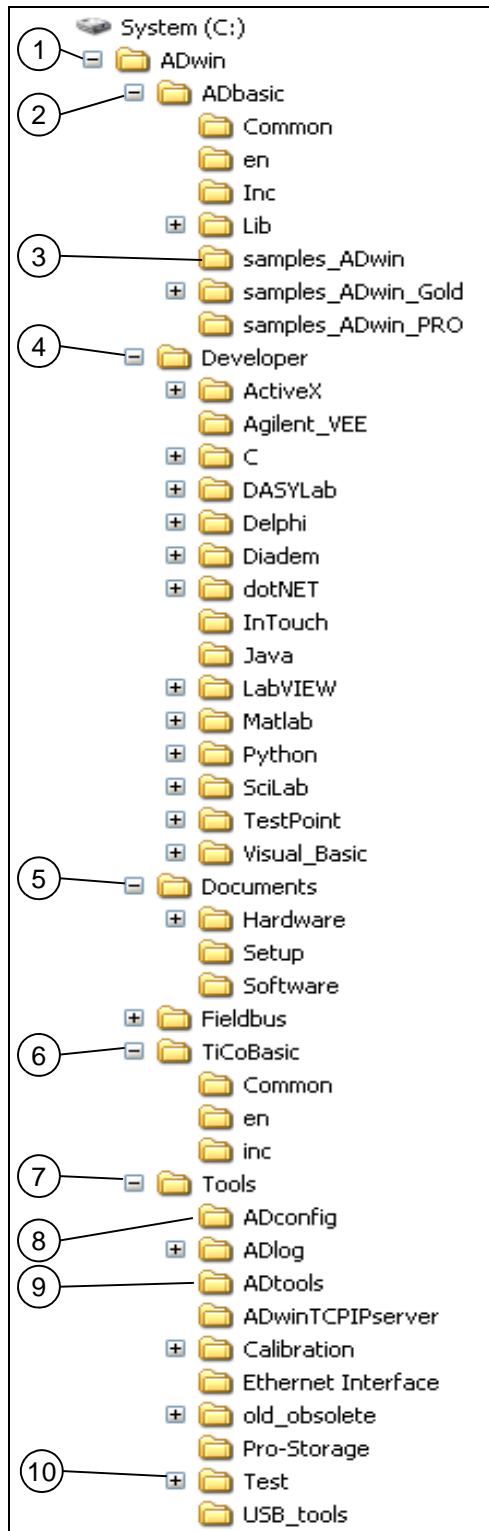 System (C:)
1 ADwin
2 ADbasic
Common
en
Inc
Lib
3 samples_ADwin
samples_ADwin_Gold
samples_ADwin_PRO
4 Developer
ActiveX
Agilent_VEE
C
DASYLab
Delphi
Diadem
dotNET
InTouch
Java
LabVIEW
Matlab
Python
SciLab
TestPoint
Visual_Basic
5 Documents
Hardware
Setup
Software
Fieldbus
6 TiCoBasic
Common
en
inc
7 Tools
8 ADconfig
ADlog
9 ADtools
ADwinTCPIPserver
Calibration
Ethernet Interface
old_obsolete
Pro-Storage
10 Test
USB_tools